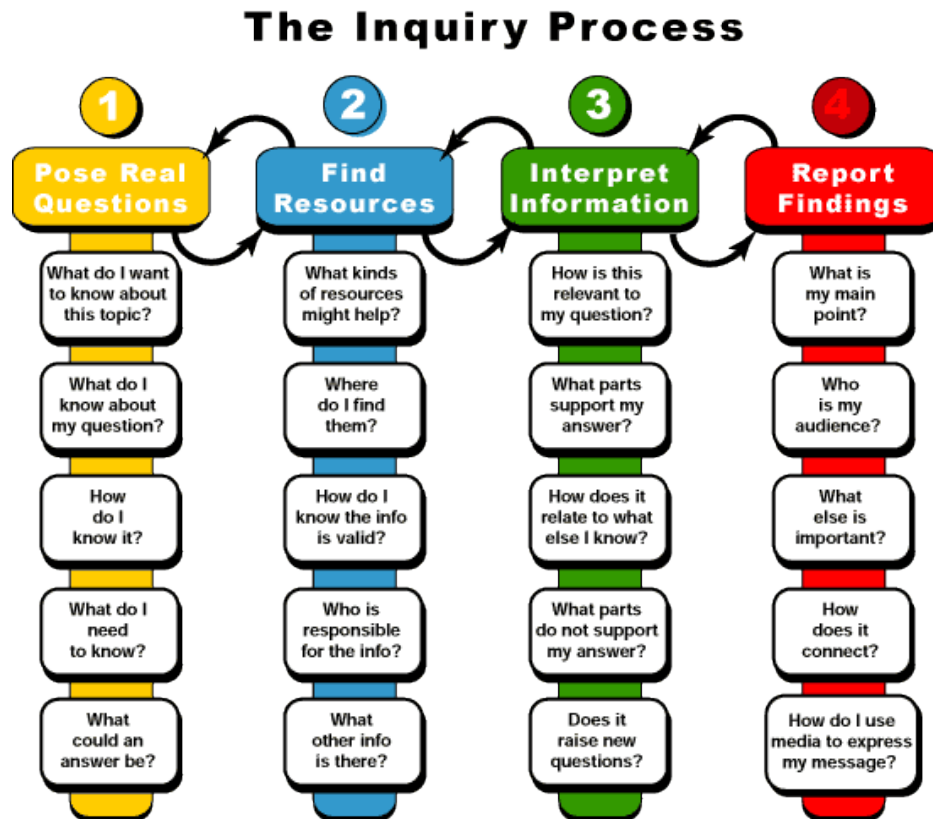 The Inquiry Process
1
Pose Real
Questions
What do I want
to know about
this topic?
What do I
know about
my question?
How
do I
know it?
What do I
need
to know?
What
could an
answer be?
2
Find
Resources
What kinds
of resources
might help?
Where
do I find
them?
How do I
know the info
is valid?
Who is
responsible
for the info?
What
other info
is there?
3
Interpret
Information
How is this
relevant to
my question?
What parts
support my
answer?
How does it
relate to what
else I know?
What parts
do not support
my answer?
Does it
raise new
questions?
4
Report
Findings
What is
my main
point?
Who
is my
audience?
What
else is
important?
How
does it
connect?
How do I use
media to express
my message?